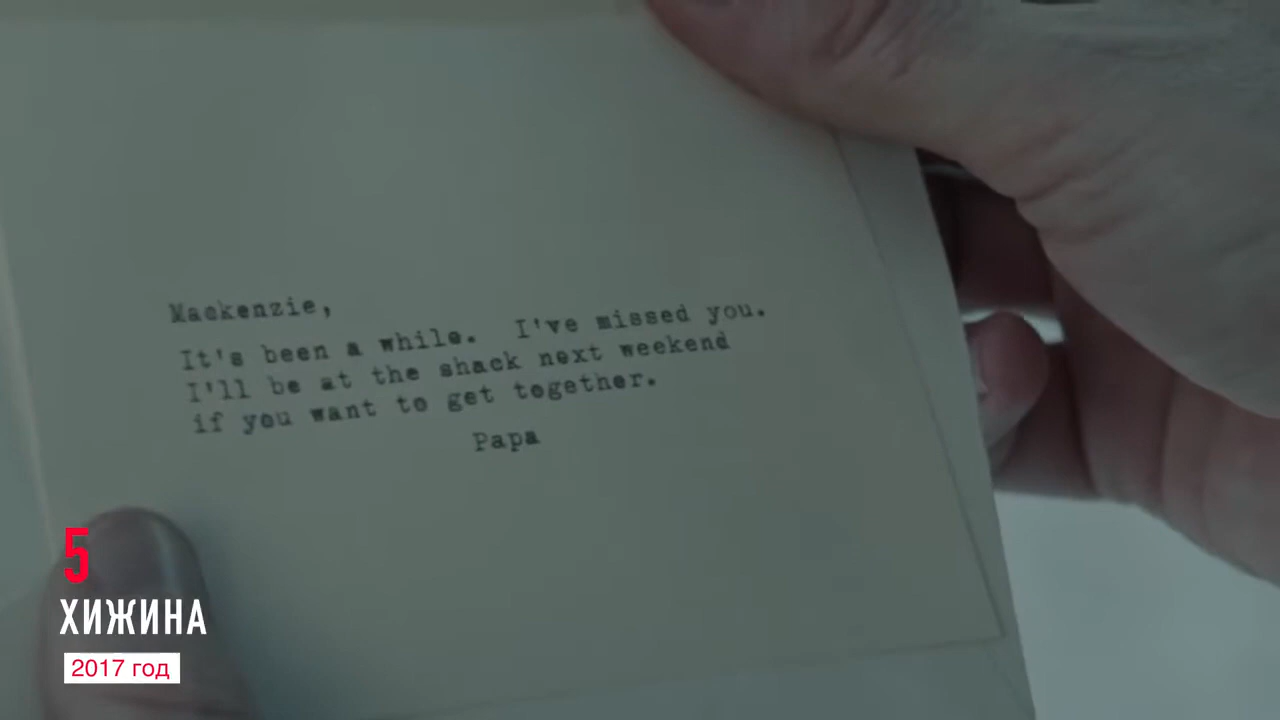 Mackenzie,
It's been a while. I've missed you.
I'll be at the shack next weekend
if you want to get together.
Papa
5
ХИЖИНА
2017 год